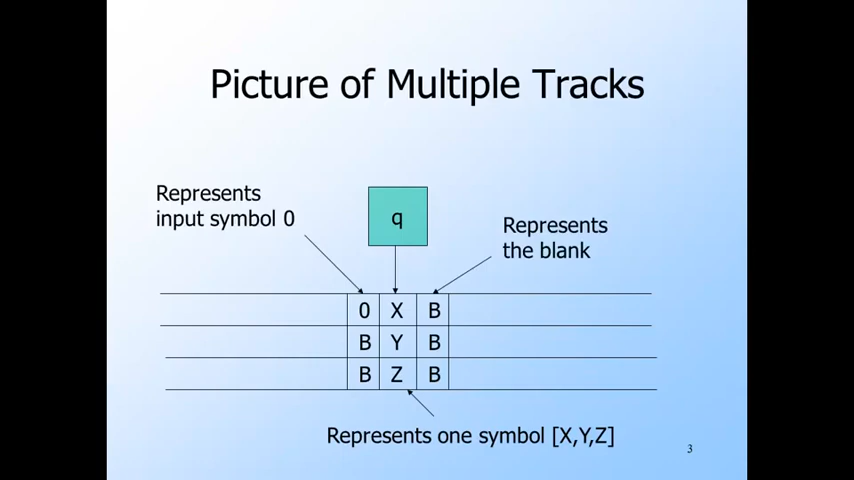 Picture of Multiple Tracks
Represents
input symbol 0
q
Represents
the blank
0 X B
B Y B
B Z B
Represents one symbol [X,Y,Z]
3